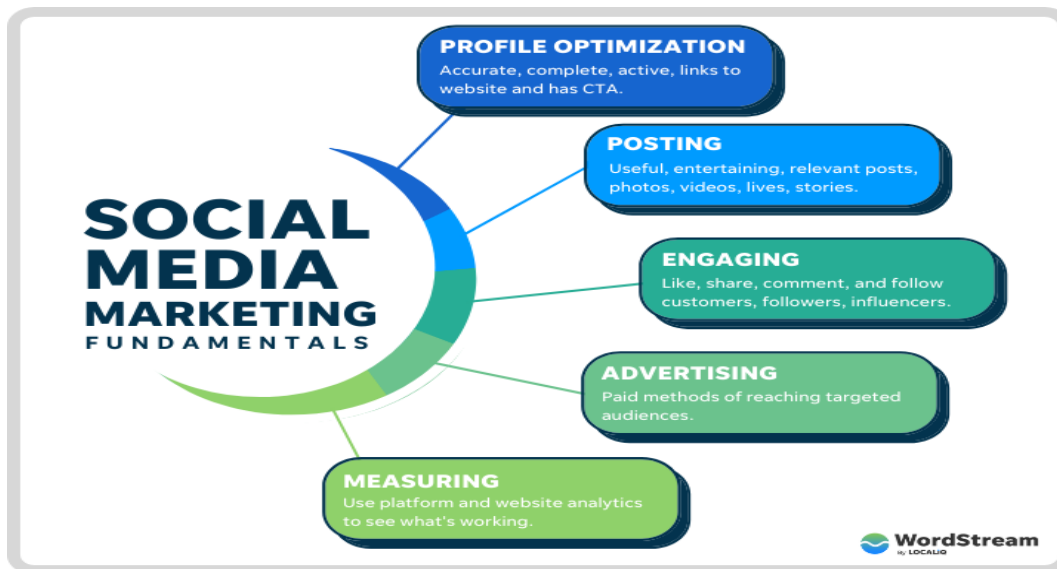 PROFILE OPTIMIZATION
Accurate, complete, active, links to
website and has CTA.
POSTING
Useful, entertaining, relevant posts,
photos, videos, lives, stories.
SOCIAL
MEDIA
MARKETING
FUNDAMENTALS
ENGAGING
Like, share, comment, and follow
customers, followers, influencers.
ADVERTISING
Paid methods of reaching targeted
audiences.
MEASURING
Use platform and website analytics
to see what's working.
WordStream
By LOCALiQ